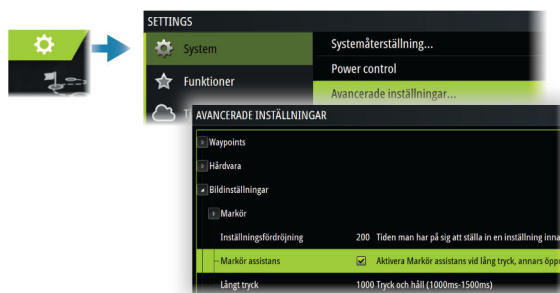 SETTINGS
System
Systemåterställning...
Power control
Funktioner
Avancerade inställningar...
AVANCERADE INSTÄLLNINGAR
Waypoints
Hårdvara
Bildinställningar
Markör
Inställningsfördröjning 200 Tiden man har på sig att ställa in en inställning
Markör assistans Aktivera Markör assistans vid lång tryck, annars
Långt tryck 1000 Tryck och håll (1000ms-1500ms)